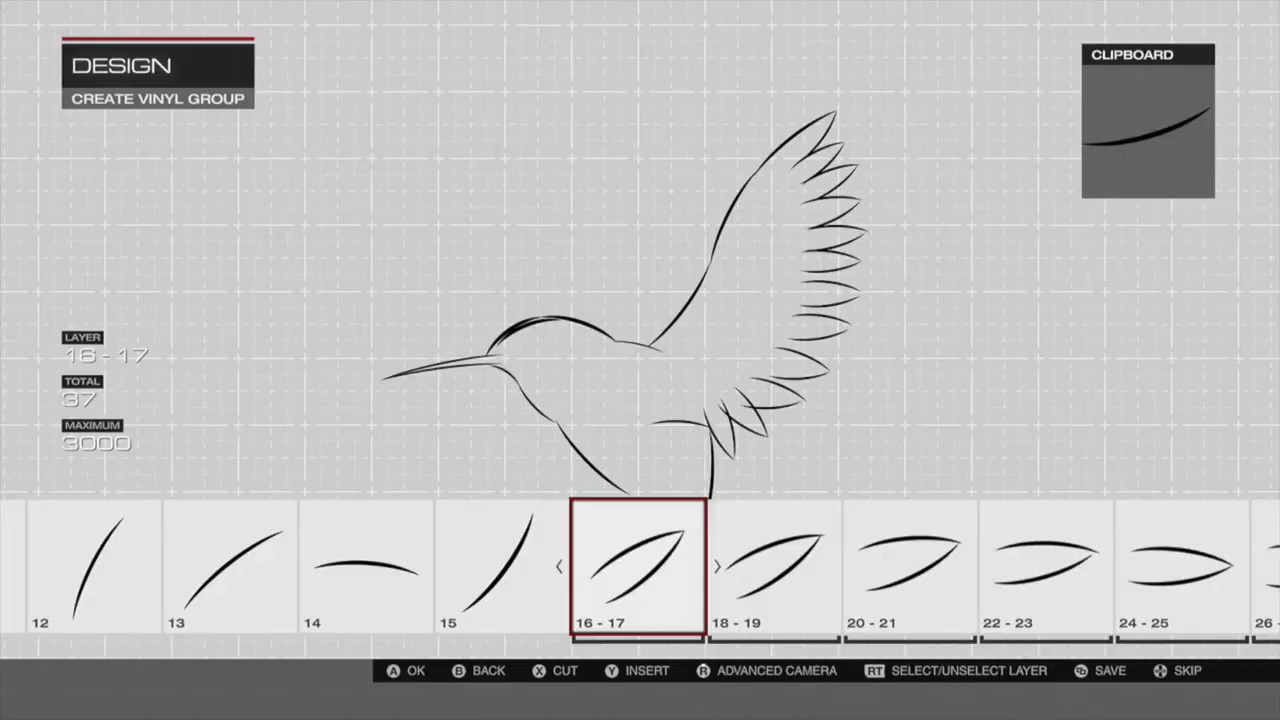 DESIGN
CREATE VINYL GROUP
CLIPBOARD
LAYER
16 - 17
TOTAL
37
MAXIMUM
3000
12 13 14 15 16 - 17 18 - 19 20 - 21 22 - 23 24 - 25 26 -
A OK B BACK X CUT Y INSERT R ADVANCED CAMERA RT SELECT/UNSELECT LAYER SAVE SKIP